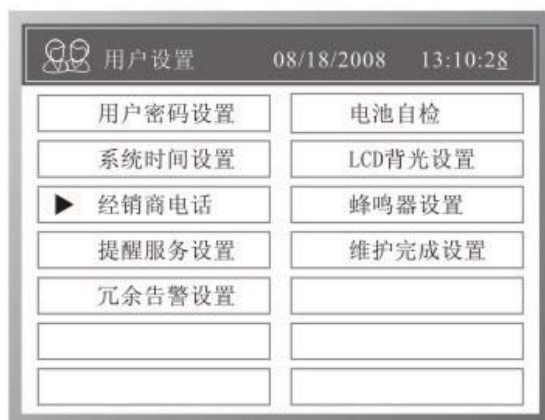 用户设置 08/18/2008 13:10:28
用户密码设置 电池自检
系统时间设置 LCD背光设置
▶ 经销商电话 蜂鸣器设置
提醒服务设置 维护完成设置
冗余告警设置